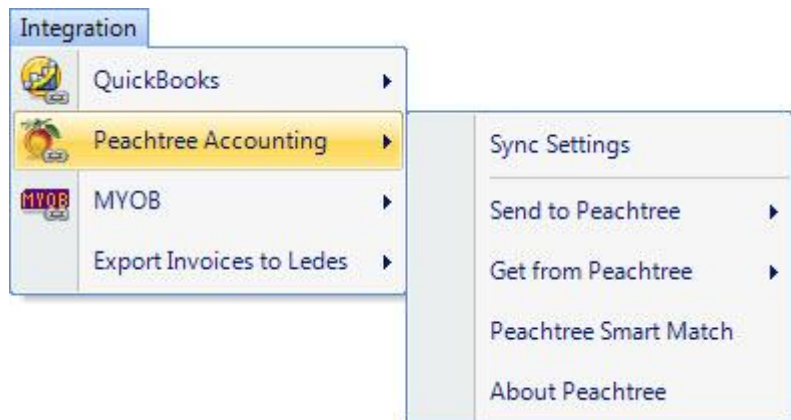 Integration
QuickBooks
Peachtree Accounting
MYOB
MYOB
Export Invoices to Ledes
Sync Settings
Send to Peachtree
Get from Peachtree
Peachtree Smart Match
About Peachtree